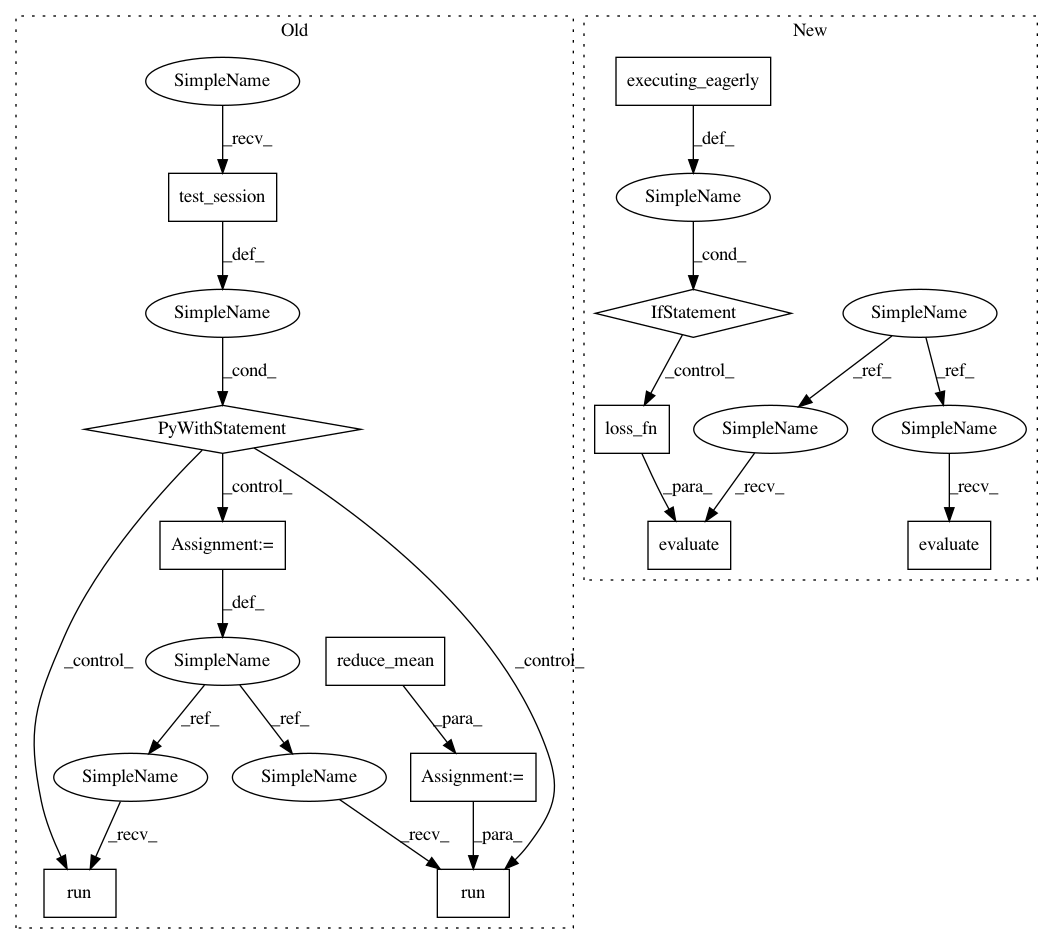 Old
New
SimpleName
executing_eagerly
_recv_
_def_
test_session
SimpleName
_def_
_cond_
SimpleName
IfStatement
SimpleName
_cond_
_control_
_ref_
_ref_
PyWithStatement
loss_fn
SimpleName
SimpleName
_control_
_para_
_recv_
_recv_
Assignment:=
evaluate
evaluate
_def_
_control_
SimpleName
reduce_mean
_control_
_ref_
_ref_
_para_
SimpleName
SimpleName
Assignment:=
_recv_
_recv_
_para_
run
run